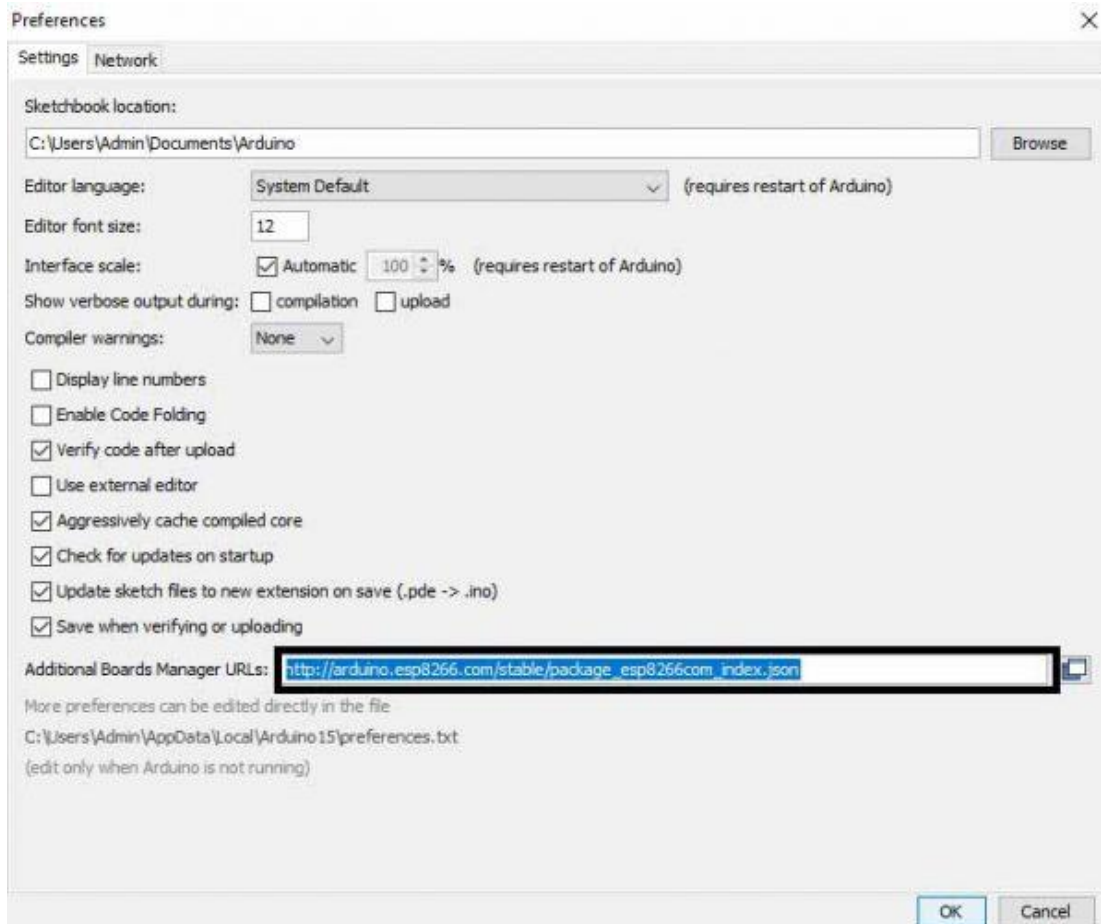 Preferences
Settings Network
Sketchbook location:
C:\Users\Admin\Documents\Arduino Browse
Editor language: System Default (requires restart of Arduino)
Editor font size: 12
Interface scale: Automatic 100 % (requires restart of Arduino)
Show verbose output during: compilation upload
Compiler warnings: None
Display line numbers
Enable Code Folding
Verify code after upload
Use external editor
Aggressively cache compiled core
Check for updates on startup
Update sketch files to new extension on save (.pde -> .ino)
Save when verifying or uploading
Additional Boards Manager URLs: http://arduino.esp8266.com/stable/package_esp8266com_index.json
More preferences can be edited directly in the file
C:\Users\Admin\AppData\Local\Arduino15\preferences.txt
(edit only when Arduino is not running)
OK Cancel